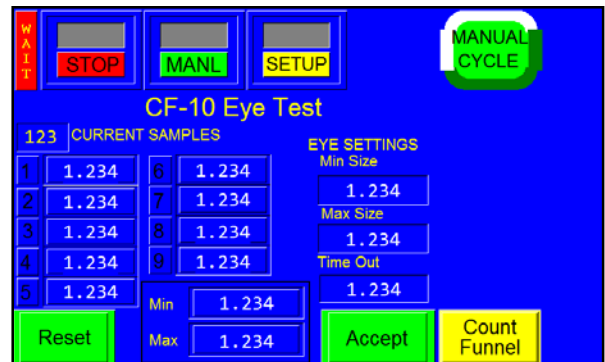 WAIT
STOP MANL SETUP
MANUAL
CYCLE
CF-10 Eye Test
123 CURRENT SAMPLES
EYE SETTINGS
Min Size
1 1.234 6 1.234
1.234
2 1.234 7 1.234
Max Size
3 1.234 8 1.234
1.234
4 1.234 9 1.234
Time Out
5 1.234
1.234
Min 1.234
Max 1.234
Reset
Accept
Count
Funnel